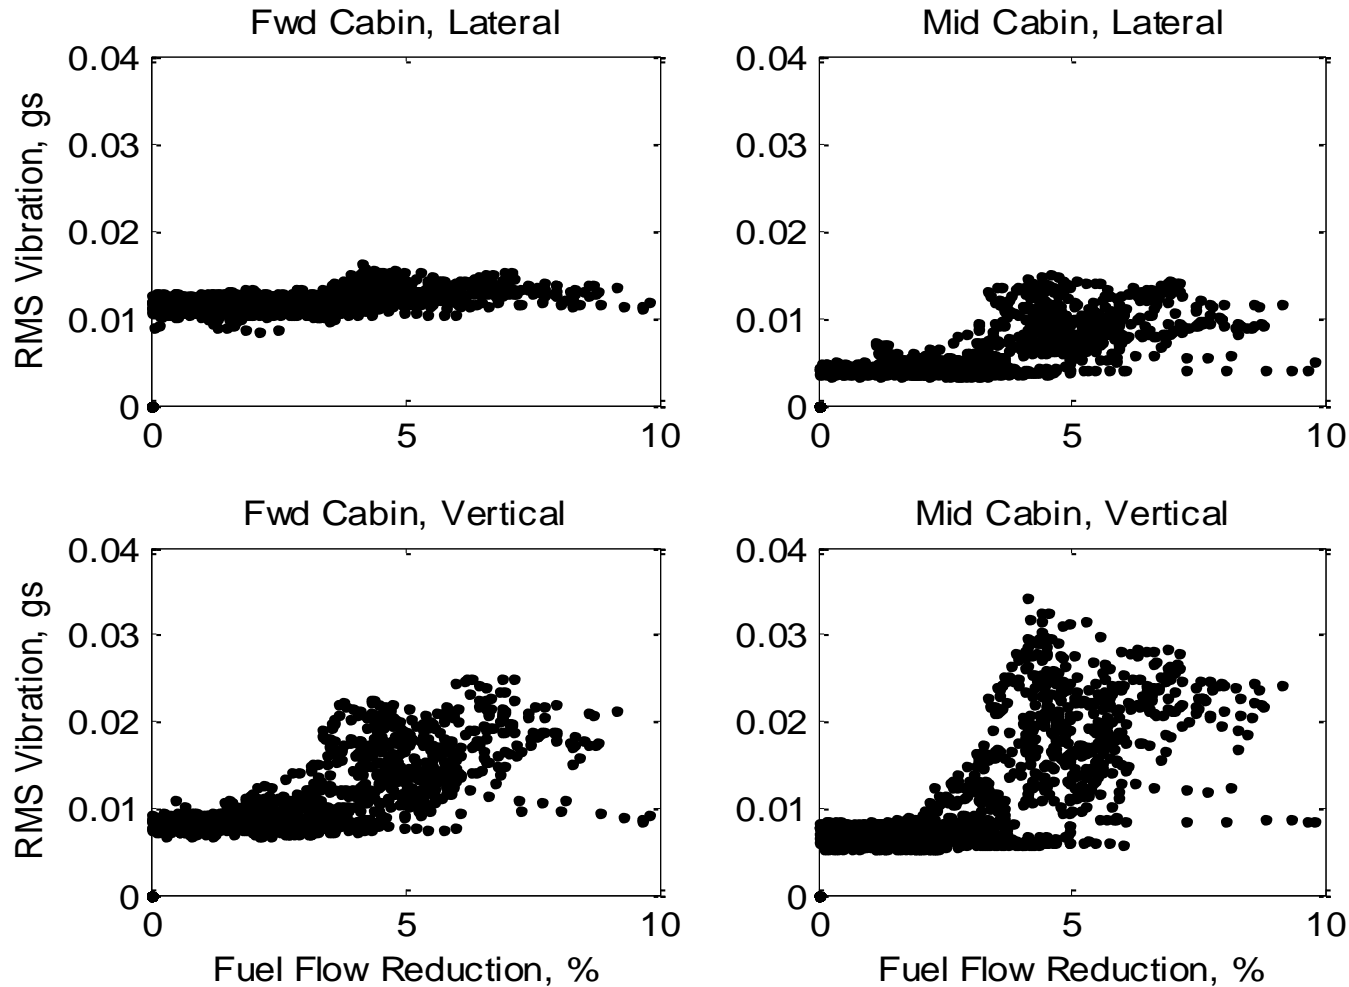 Fwd Cabin, Lateral
RMS Vibration, gs
0.04
0.03
0.02
0.01
0
0 5 10
Mid Cabin, Lateral
0.04
0.03
0.02
0.01
0
0 5 10
Fwd Cabin, Vertical
RMS Vibration, gs
0.04
0.03
0.02
0.01
0
0 5 10
Fuel Flow Reduction, %
Mid Cabin, Vertical
0.04
0.03
0.02
0.01
0
0 5 10
Fuel Flow Reduction, %